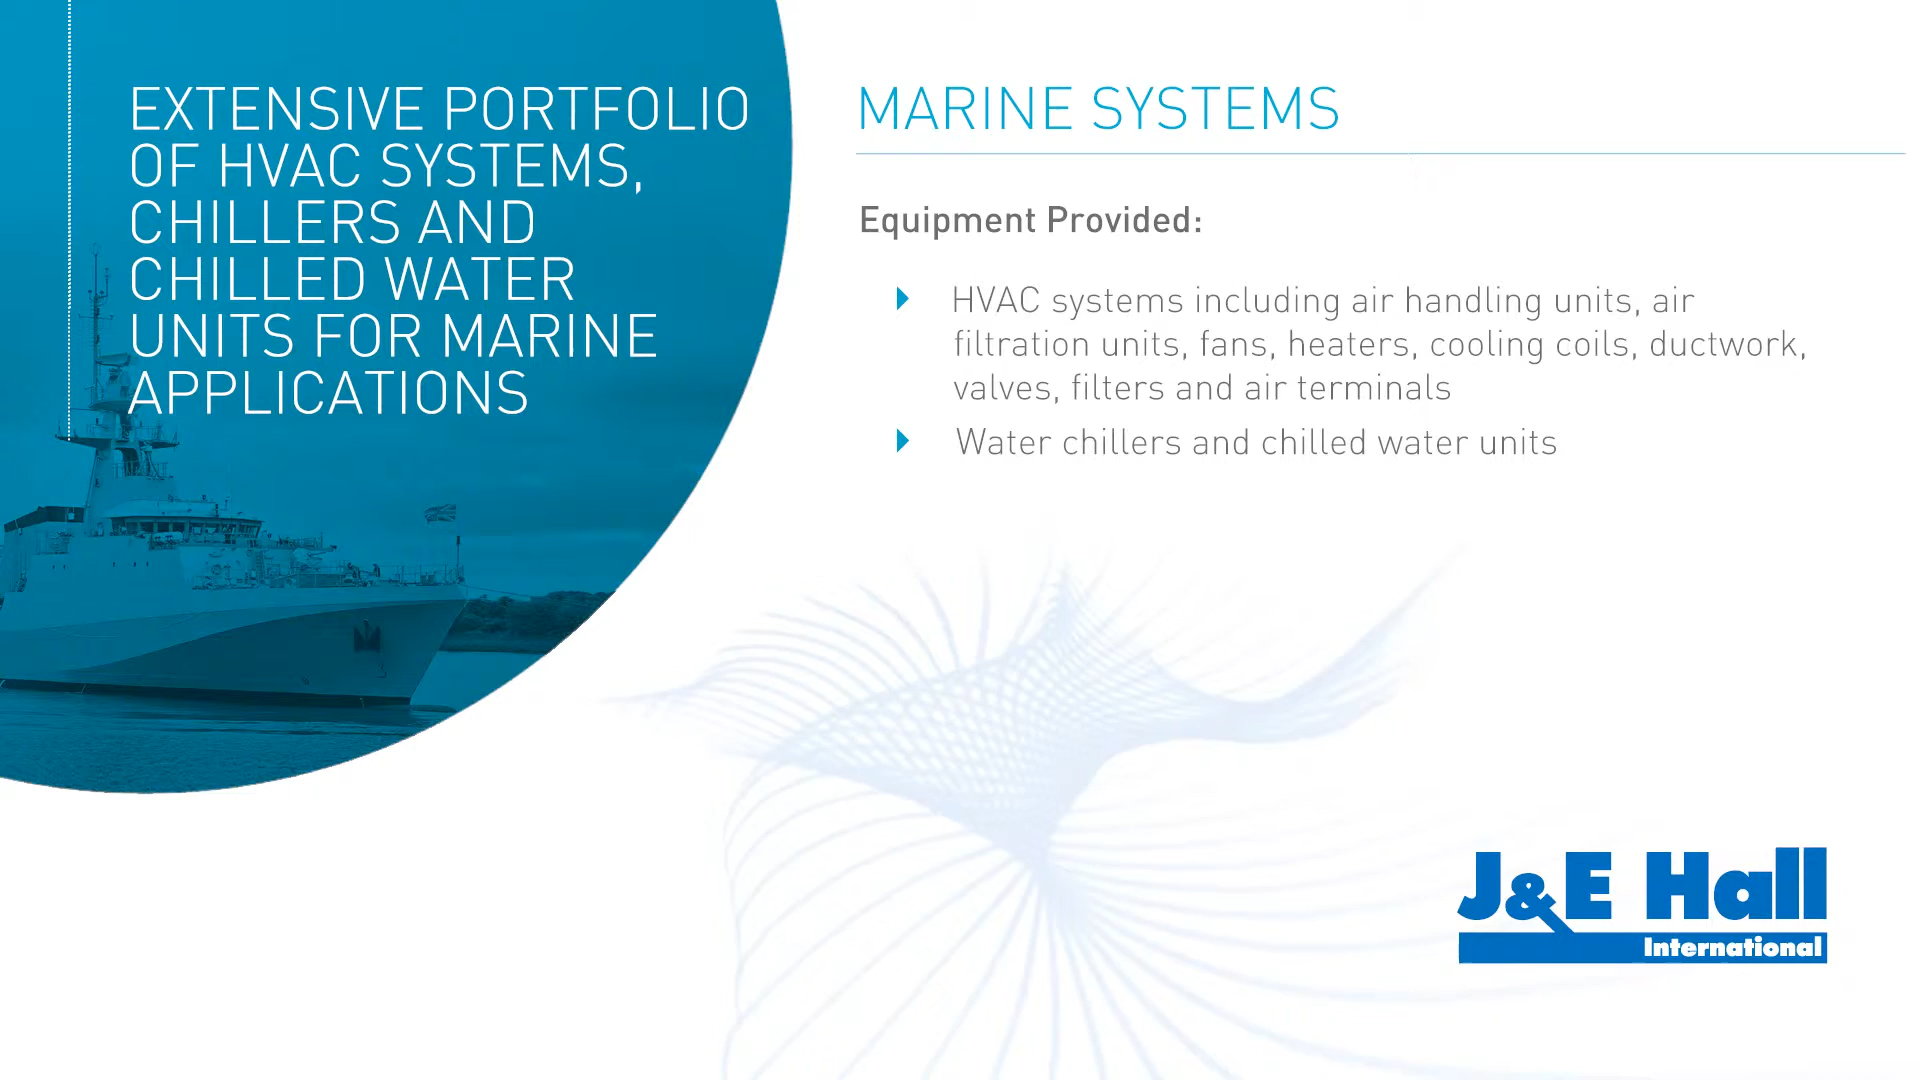 EXTENSIVE PORTFOLIO
OF HVAC SYSTEMS,
CHILLERS AND
CHILLED WATER
UNITS FOR MARINE
APPLICATIONS
MARINE SYSTEMS
Equipment Provided:
HVAC systems including air handling units, air
filtration units, fans, heaters, cooling coils, ductwork,
valves, filters and air terminals
Water chillers and chilled water units
J&E Hall
International